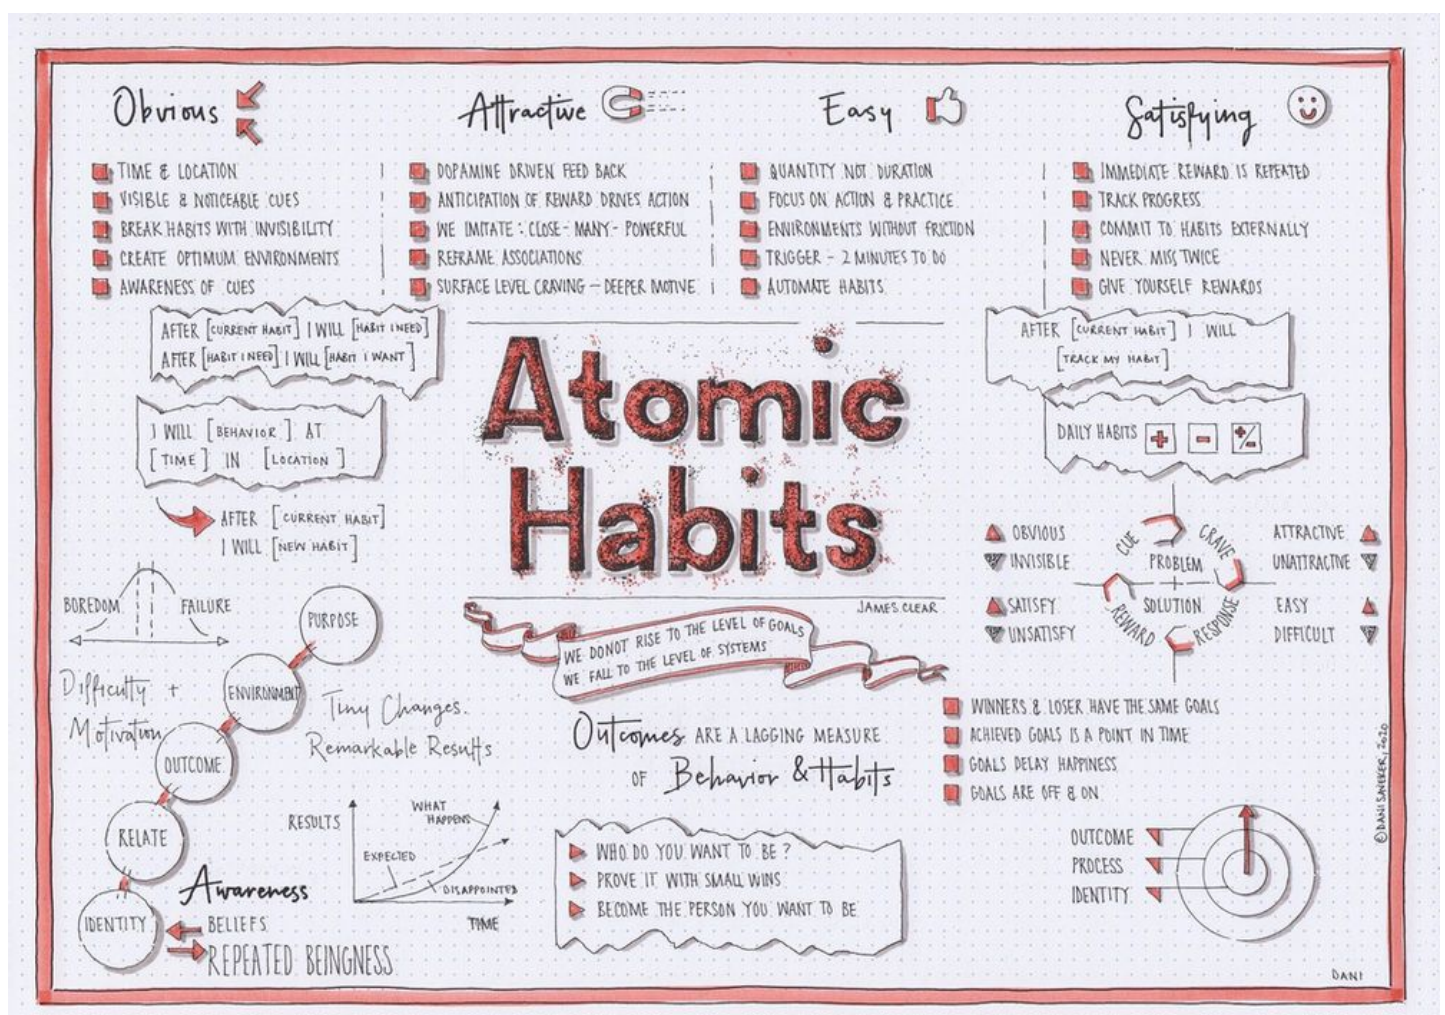 Obvious
TIME & LOCATION
VISIBLE & NOTICEABLE CUES
BREAK HABITS WITH INVISIBILITY
CREATE OPTIMUM ENVIRONMENTS
AWARENESS OF CUES
Attractive
DOPAMINE DRIVEN FEED BACK
ANTICIPATION OF REWARD DRIVES ACTION
WE IMITATE : CLOSE - MANY - POWERFUL
REFRAME ASSOCIATIONS
SURFACE LEVEL CRAVING - DEEPER MOTIVE
Easy
QUANTITY NOT DURATION
FOCUS ON ACTION & PRACTICE
ENVIRONMENTS WITHOUT FRICTION
TRIGGER - 2 MINUTES TO DO
AUTOMATE HABITS
Satisfying
IMMEDIATE REWARD IS REPEATED
TRACK PROGRESS
COMMIT TO HABITS EXTERNALLY
NEVER MISS TWICE
GIVE YOURSELF REWARDS
AFTER [CURRENT HABIT] I WILL [HABIT I NEED]
AFTER [HABIT I NEED] I WILL [HABIT I WANT]
I WILL [BEHAVIOR] AT
[TIME] IN [LOCATION]
AFTER [CURRENT HABIT]
I WILL [NEW HABIT]
Atomic
Habits
JAMES CLEAR
WE DONOT RISE TO THE LEVEL OF GOALS
WE FALL TO THE LEVEL OF SYSTEMS
AFTER [CURRENT HABIT] I WILL
[TRACK MY HABIT]
DAILY HABITS + - +/-
OBVIOUS
INVISIBLE
SATISFY
UNSATISFY
CUE
CRAVE
PROBLEM
SOLUTION
REWARD
RESPONSE
ATTRACTIVE
UNATTRACTIVE
EASY
DIFFICULT
BOREDOM
FAILURE
Difficulty +
Motivation
PURPOSE
ENVIRONMENT
OUTCOME
RELATE
IDENTITY
Tiny Changes.
Remarkable Results
Awareness
BELIEFS
REPEATED BEINGNESS
RESULTS
WHAT
HAPPENS
EXPECTED
DISAPPOINTED
TIME
Outcomes ARE A LAGGING MEASURE
OF Behavior & Habits
WHO DO YOU WANT TO BE ?
PROVE IT WITH SMALL WINS
BECOME THE PERSON YOU WANT TO BE
WINNERS & LOSER HAVE THE SAME GOALS
ACHIEVED GOALS IS A POINT IN TIME
GOALS DELAY HAPPINESS
GOALS ARE OFF & ON
OUTCOME
PROCESS
IDENTITY
© DANI SAVEKER, 2020
DANI